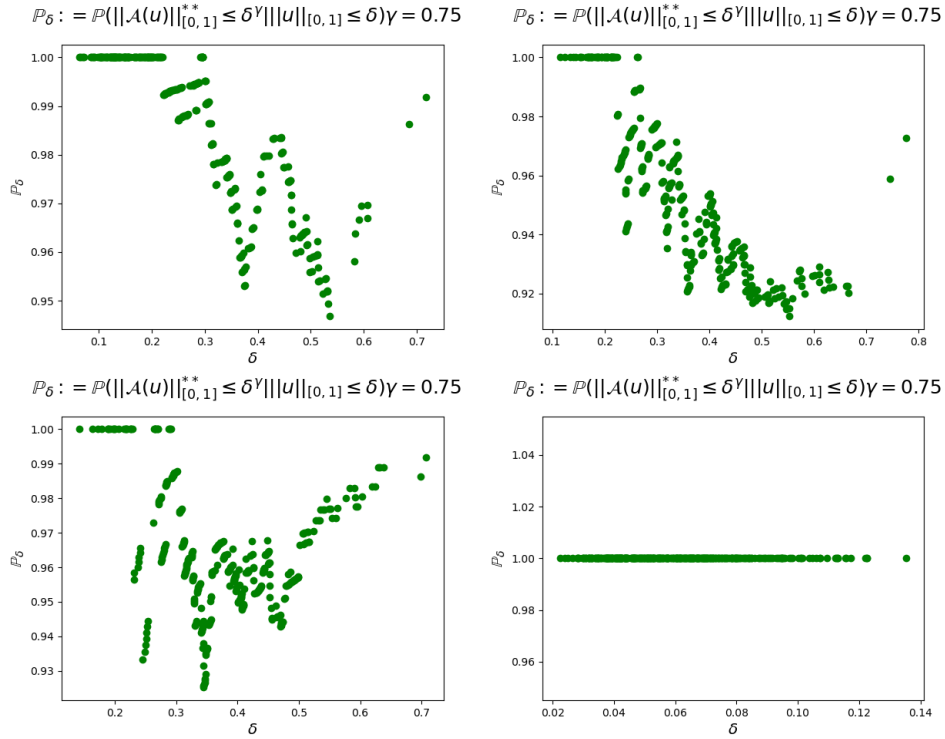 ℙ_δ := ℙ(||𝒜(u)||^{**}_{[0,1]} ≤ δ^γ|||u||_{[0,1]} ≤ δ)γ = 0.75
1.00
0.99
0.98
0.97
0.96
0.95
ℙ_δ
0.1 0.2 0.3 0.4 0.5 0.6 0.7
δ
ℙ_δ := ℙ(||𝒜(u)||^{**}_{[0,1]} ≤ δ^γ|||u||_{[0,1]} ≤ δ)γ = 0.75
1.00
0.98
0.96
0.94
0.92
ℙ_δ
0.1 0.2 0.3 0.4 0.5 0.6 0.7 0.8
δ
ℙ_δ := ℙ(||𝒜(u)||^{**}_{[0,1]} ≤ δ^γ|||u||_{[0,1]} ≤ δ)γ = 0.75
1.00
0.99
0.98
0.97
0.96
0.95
0.94
0.93
ℙ_δ
0.2 0.3 0.4 0.5 0.6 0.7
δ
ℙ_δ := ℙ(||𝒜(u)||^{**}_{[0,1]} ≤ δ^γ|||u||_{[0,1]} ≤ δ)γ = 0.75
1.04
1.02
1.00
0.98
0.96
ℙ_δ
0.02 0.04 0.06 0.08 0.10 0.12 0.14
δ